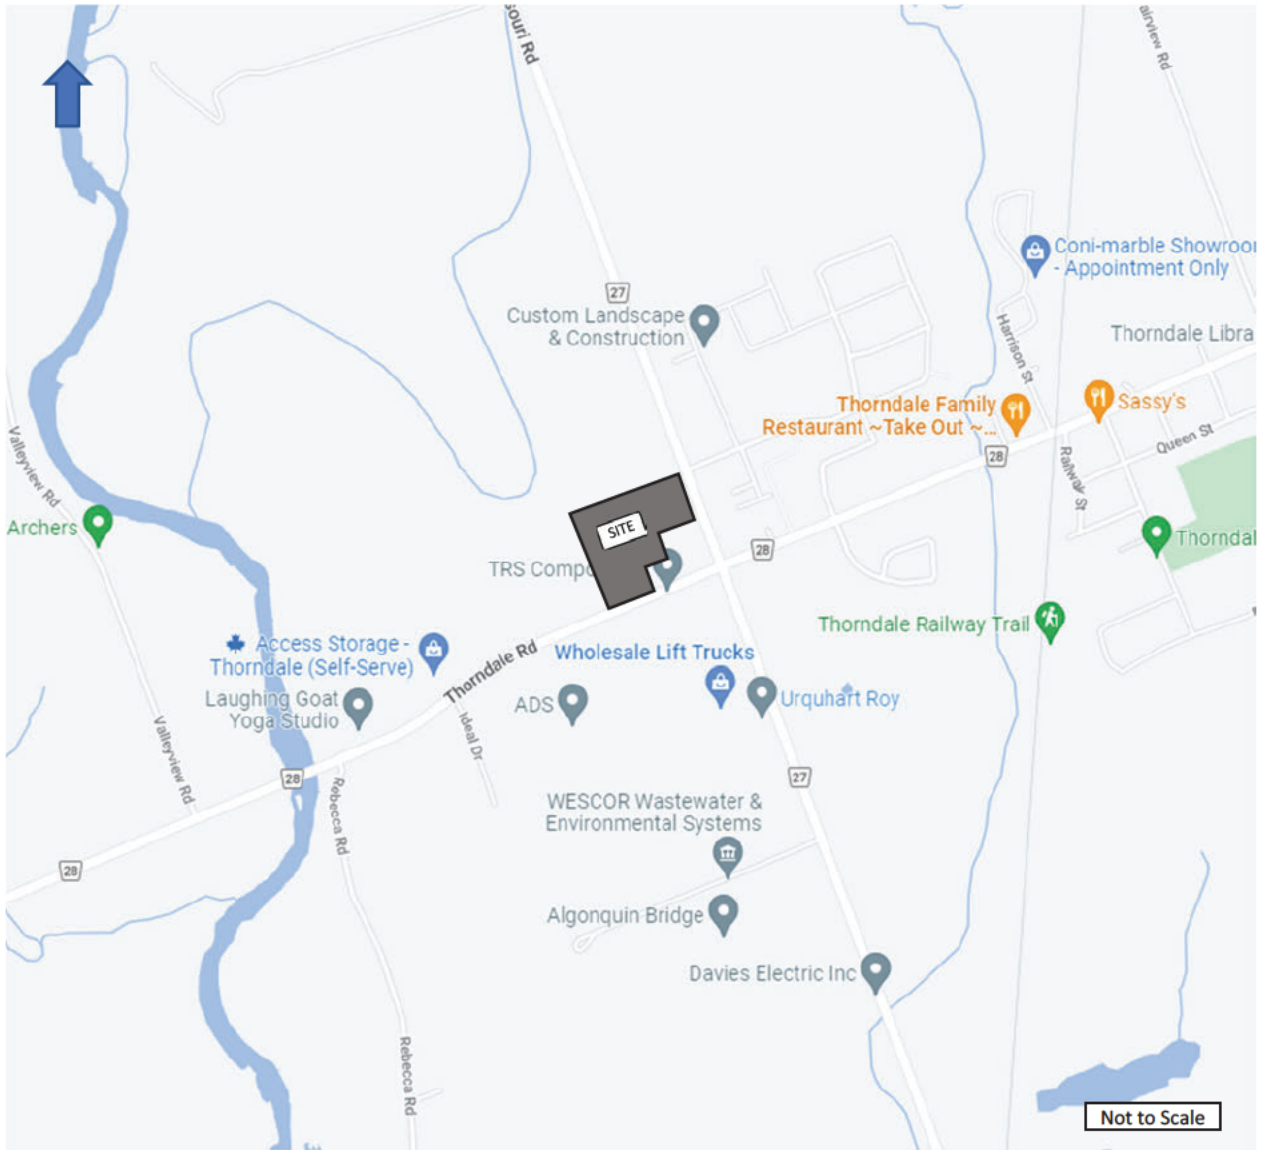 souri Rd
airview Rd
27
Coni-marble Showroo
- Appointment Only
Custom Landscape
& Construction
Harrison St
Thorndale Libra
Thorndale Family
Restaurant ~Take Out ~...
Sassy's
Valleyview Rd
28
Queen St
Railway St
Archers
SITE
28
Thorndal
TRS Compo
Thorndale Railway Trail
Access Storage -
Thorndale (Self-Serve)
Thorndale Rd
Wholesale Lift Trucks
Laughing Goat
Yoga Studio
ADS
Urquhart Roy
Ideal Dr
Valleyview Rd
28
27
Rebecca Rd
WESCOR Wastewater &
Environmental Systems
28
Algonquin Bridge
Davies Electric Inc
Rebecca Rd
Not to Scale